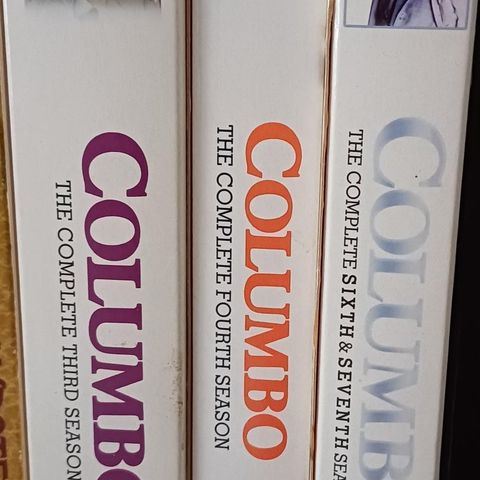 COLUMBO
THE COMPLETE THIRD SEASON
COLUMBO
THE COMPLETE FOURTH SEASON
COLUMB
THE COMPLETE SIXTH & SEVENTH SEA